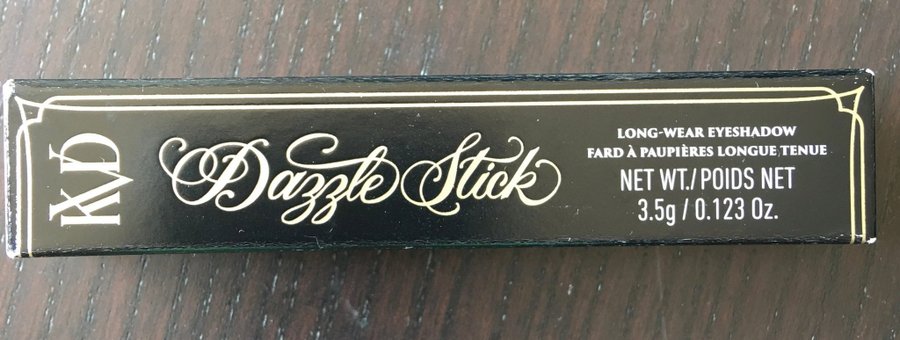 KVD
Dazzle Stick
LONG-WEAR EYESHADOW
FARD À PAUPIÈRES LONGUE TENUE
NET WT./POIDS NET
3.5g / 0.123 Oz.